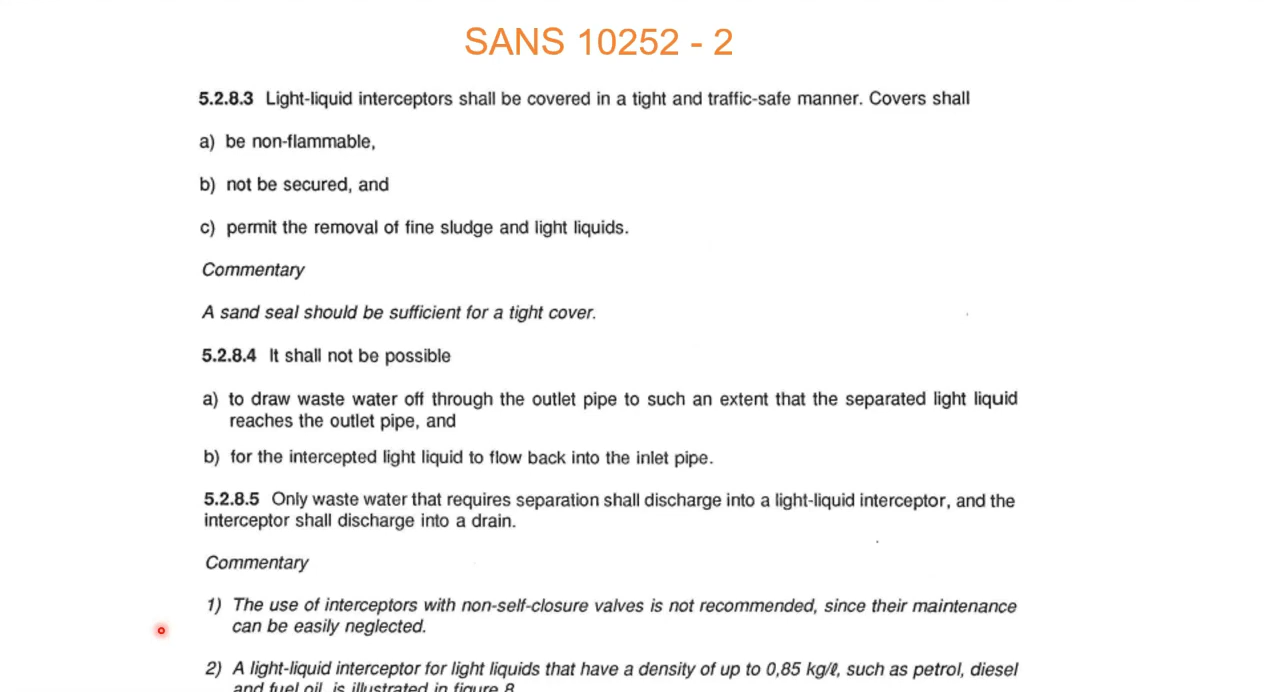 SANS 10252 - 2
5.2.8.3 Light-liquid interceptors shall be covered in a tight and traffic-safe manner. Covers shall
a) be non-flammable,
b) not be secured, and
c) permit the removal of fine sludge and light liquids.
Commentary
A sand seal should be sufficient for a tight cover.
5.2.8.4 It shall not be possible
a) to draw waste water off through the outlet pipe to such an extent that the separated light liquid
reaches the outlet pipe, and
b) for the intercepted light liquid to flow back into the inlet pipe.
5.2.8.5 Only waste water that requires separation shall discharge into a light-liquid interceptor, and the
interceptor shall discharge into a drain.
Commentary
1) The use of interceptors with non-self-closure valves is not recommended, since their maintenance
can be easily neglected.
2) A light-liquid interceptor for light liquids that have a density of up to 0,85 kg/ℓ, such as petrol, diesel
and fuel oil, is illustrated in figure 8.